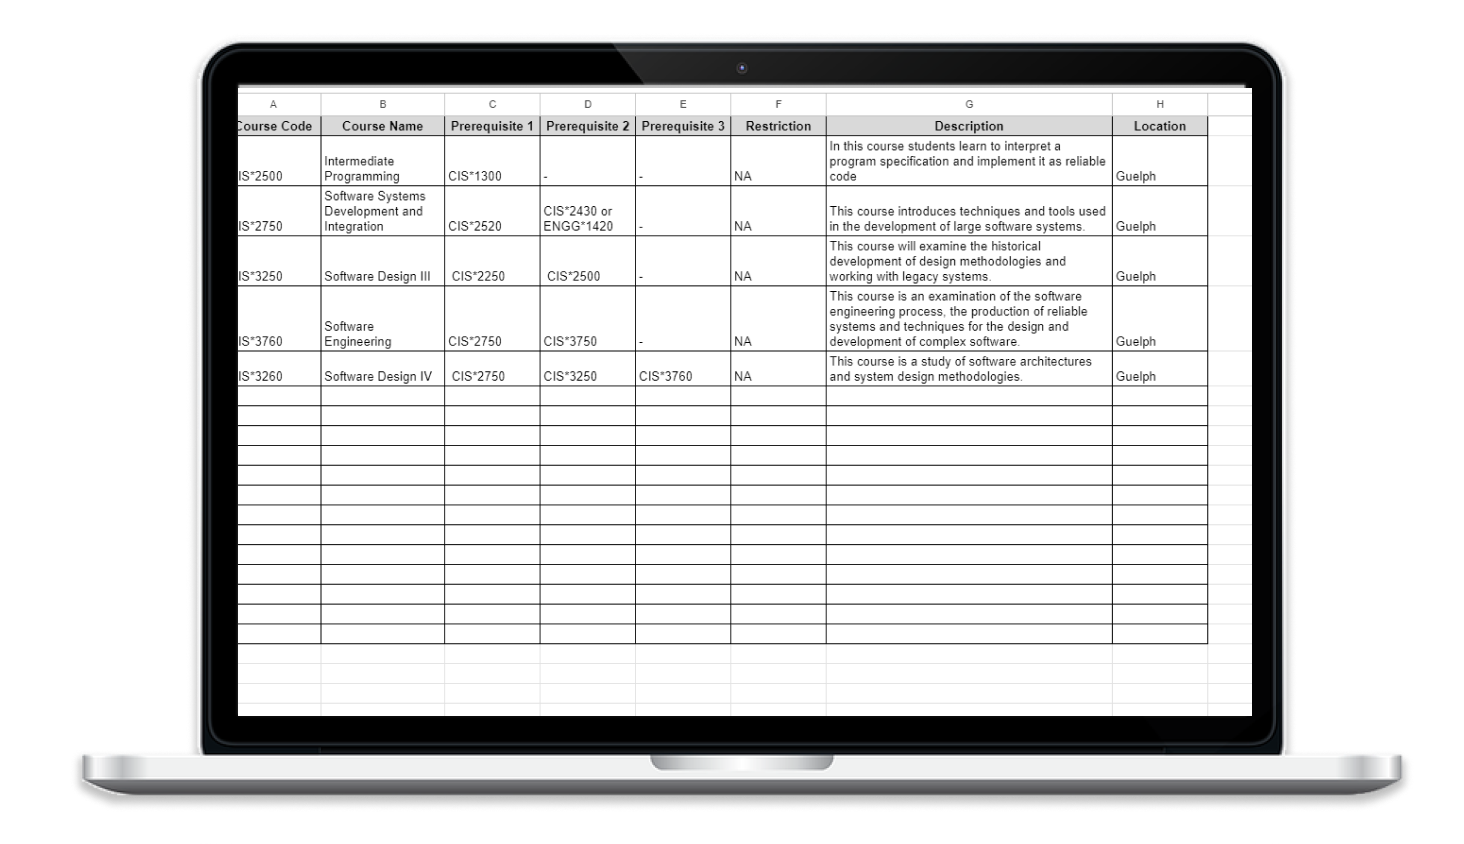 A B C D E F G H
Course Code Course Name Prerequisite 1 Prerequisite 2 Prerequisite 3 Restriction Description Location
IS*2500
Intermediate
Programming
CIS*1300
-
-
NA
In this course students learn to interpret a
program specification and implement it as reliable
code
Guelph
IS*2750
Software Systems
Development and
Integration
CIS*2520
CIS*2430 or
ENGG*1420
-
NA
This course introduces techniques and tools used
in the development of large software systems.
Guelph
IS*3250
Software Design III
CIS*2250
CIS*2500
-
NA
This course will examine the historical
development of design methodologies and
working with legacy systems.
Guelph
IS*3760
Software
Engineering
CIS*2750
CIS*3750
-
NA
This course is an examination of the software
engineering process, the production of reliable
systems and techniques for the design and
development of complex software.
Guelph
IS*3260
Software Design IV
CIS*2750
CIS*3250
CIS*3760
NA
This course is a study of software architectures
and system design methodologies.
Guelph